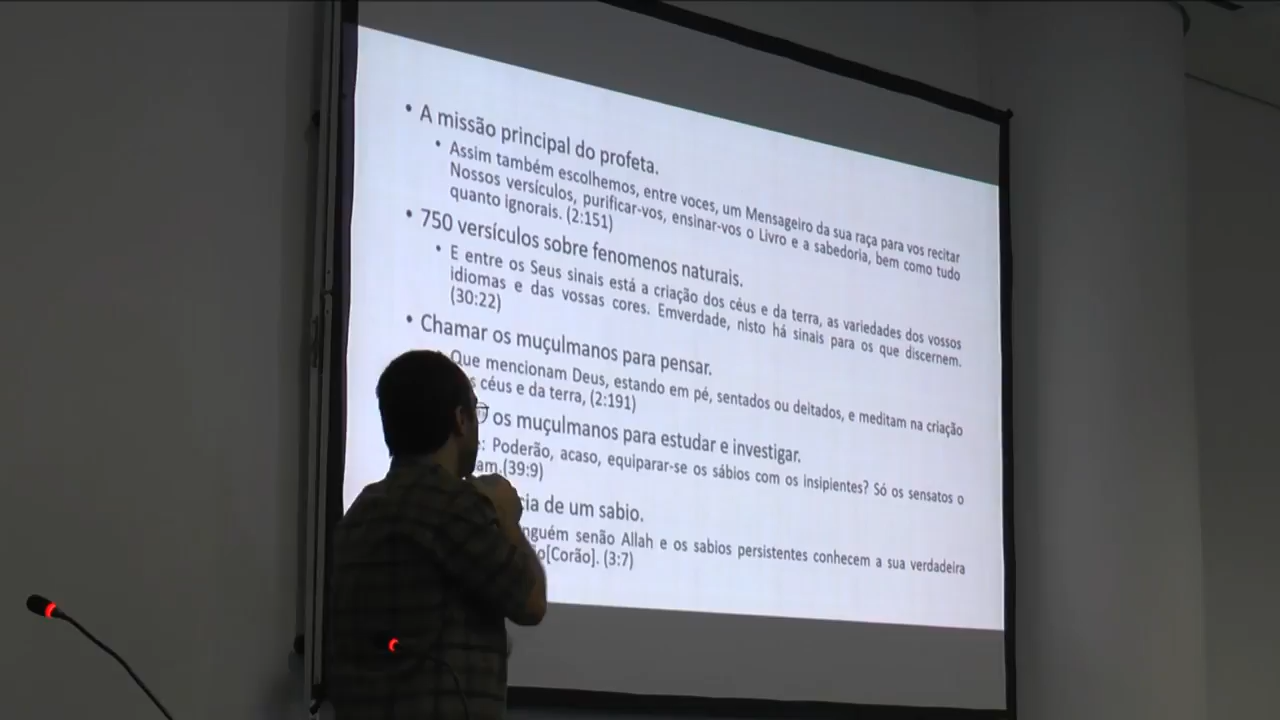 • A missão principal do profeta.
• Assim também escolhemos, entre voces, um Mensageiro da sua raça para vos recitar
Nossos versículos, purificar-vos, ensinar-vos o Livro e a sabedoria, bem como tudo
quanto ignorais. (2:151)
• 750 versículos sobre fenomenos naturais.
• E entre os Seus sinais está a criação dos céus e da terra, as variedades dos vossos
idiomas e das vossas cores. Emverdade, nisto há sinais para os que discernem.
(30:22)
• Chamar os muçulmanos para pensar.
Que mencionam Deus, estando em pé, sentados ou deitados, e meditam na criação
céus e da terra, (2:191)
os muçulmanos para estudar e investigar.
Poderão, acaso, equiparar-se os sábios com os insipientes? Só os sensatos o
(39:9)
de um sabio.
senão Allah e os sabios persistentes conhecem a sua verdadeira
[Corão]. (3:7)